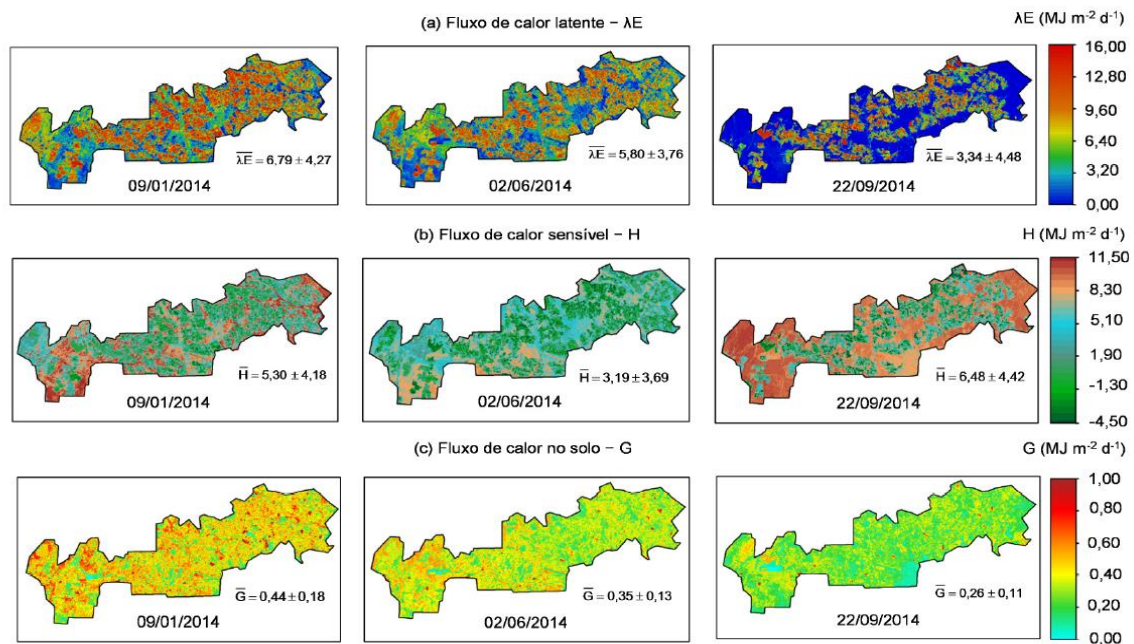 (a) Fluxo de calor latente – λE
λE (MJ m⁻² d⁻¹)
16,00
12,80
9,60
6,40
3,20
0,00
λE = 6,79 ± 4,27
09/01/2014
λE = 5,80 ± 3,76
02/06/2014
λE = 3,34 ± 4,48
22/09/2014
(b) Fluxo de calor sensível – H
H (MJ m⁻² d⁻¹)
11,50
8,30
5,10
1,90
-1,30
-4,50
H = 5,30 ± 4,18
09/01/2014
H = 3,19 ± 3,69
02/06/2014
H = 6,48 ± 4,42
22/09/2014
(c) Fluxo de calor no solo – G
G (MJ m⁻² d⁻¹)
1,00
0,80
0,60
0,40
0,20
0,00
G = 0,44 ± 0,18
09/01/2014
G = 0,35 ± 0,13
02/06/2014
G = 0,26 ± 0,11
22/09/2014